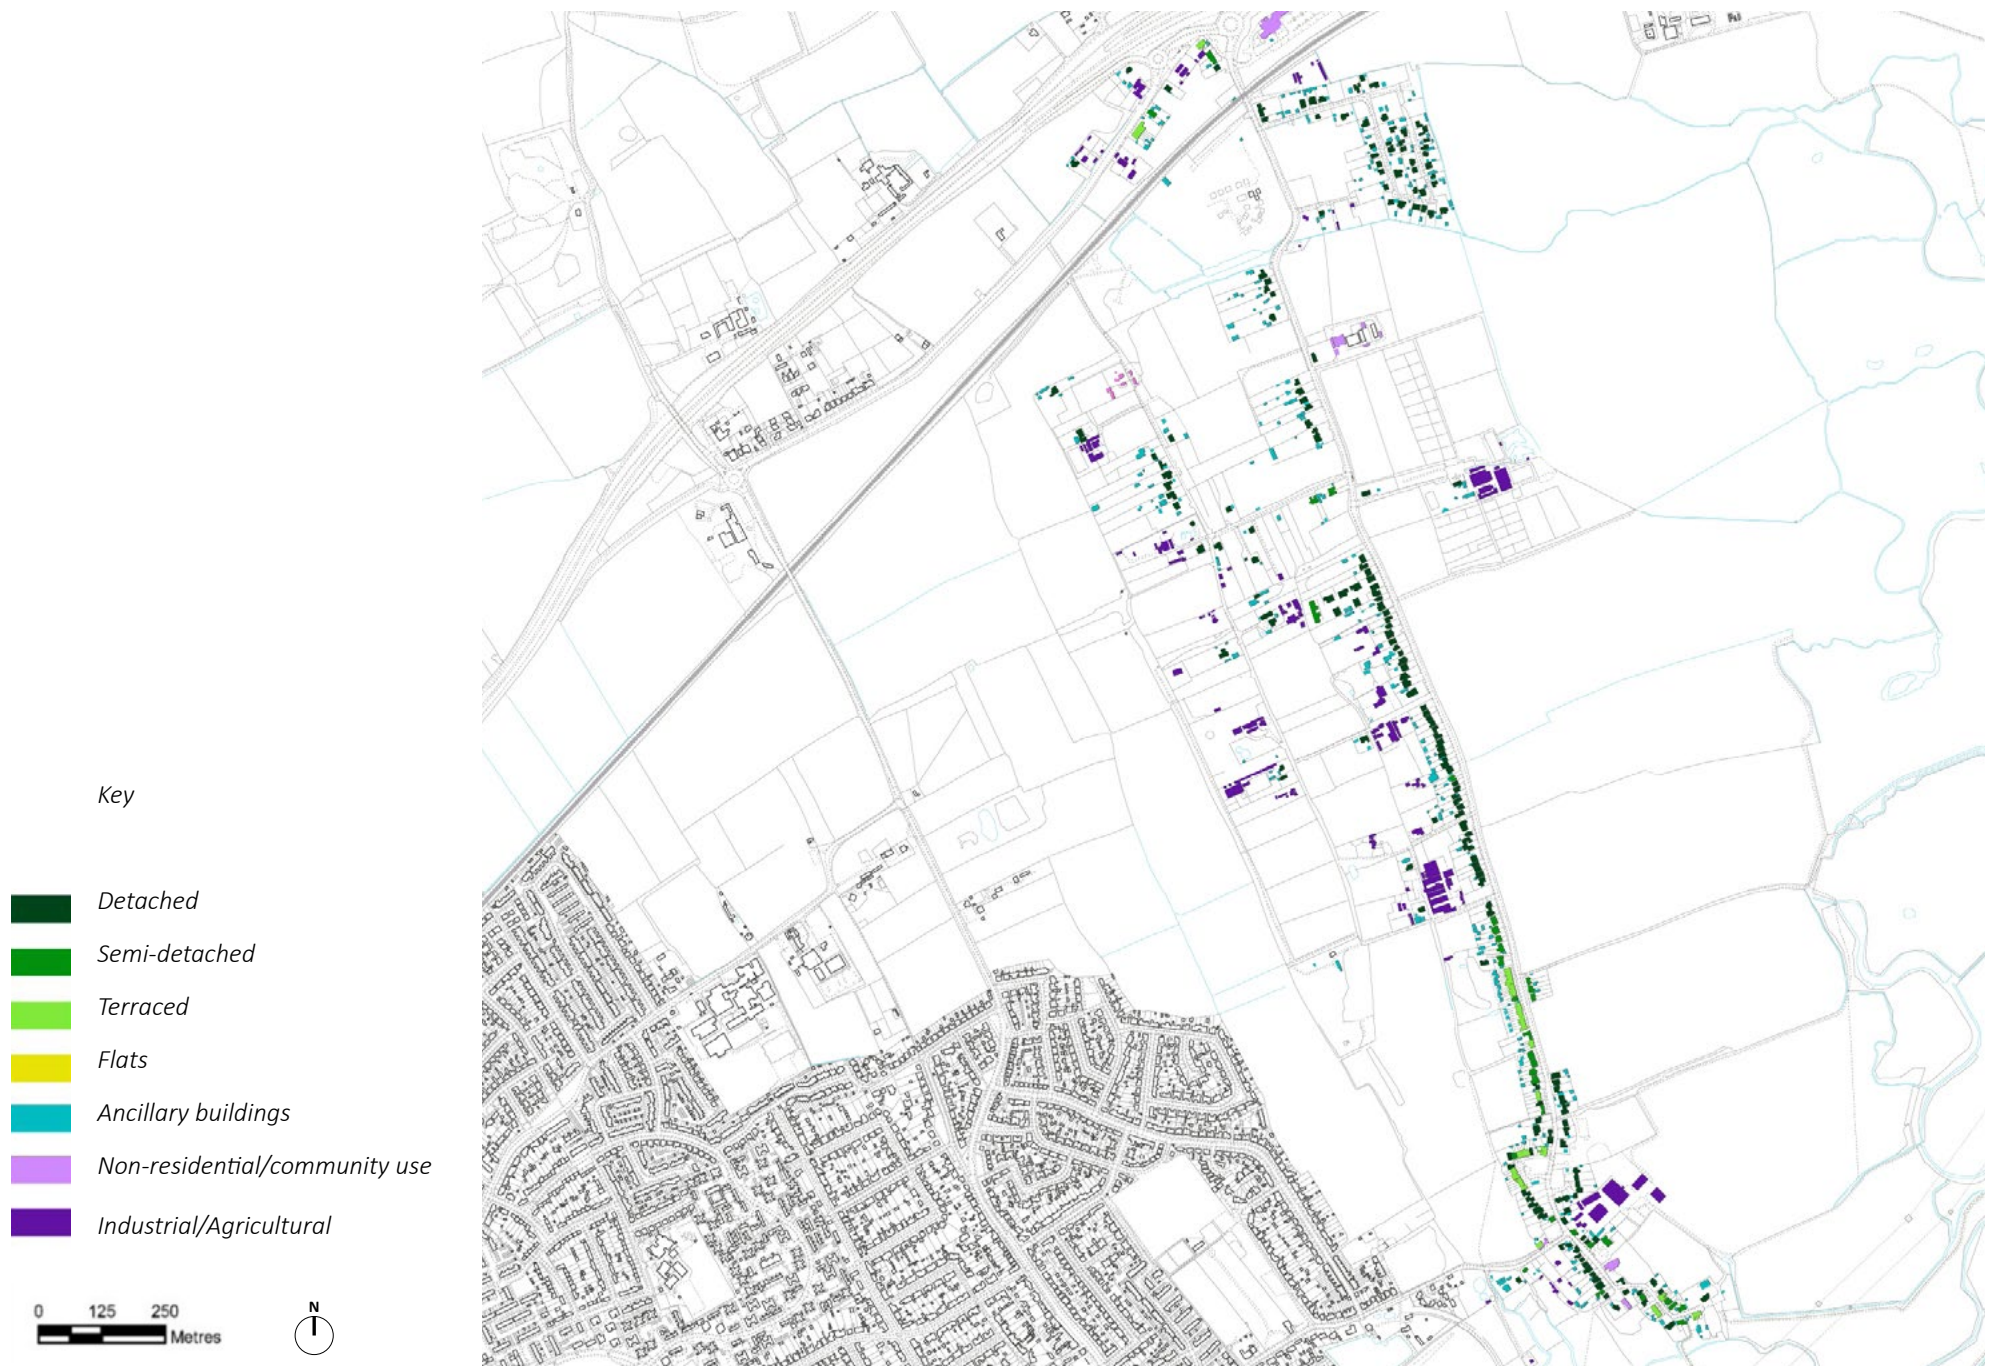 Key
Detached
Semi-detached
Terraced
Flats
Ancillary buildings
Non-residential/community use
Industrial/Agricultural
0 125 250
Metres
N